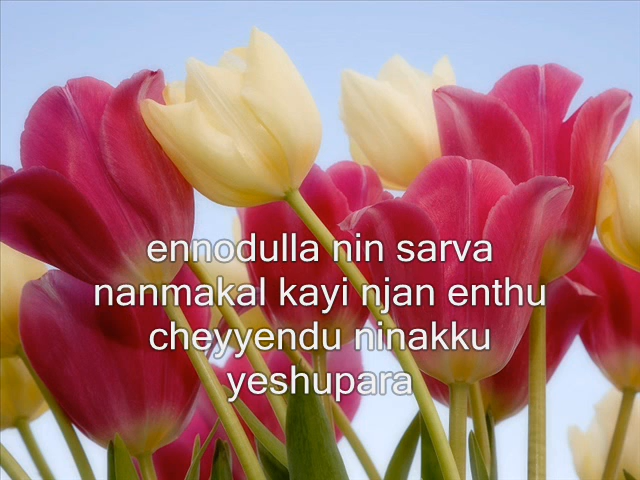 ennodulla nin sarva
nanmakal kayi njan enthu
cheyyendu ninakku
yeshupara